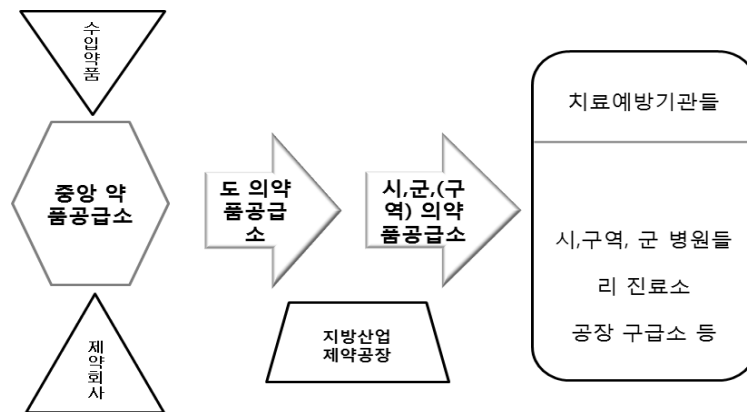 수입약품
중앙 약
품공급소
제약회사
도 의약
품공급
소
시,군,(구
역) 의약
품공급소
지방산업
제약공장
치료예방기관들
시,구역, 군 병원들
리 진료소
공장 구급소 등